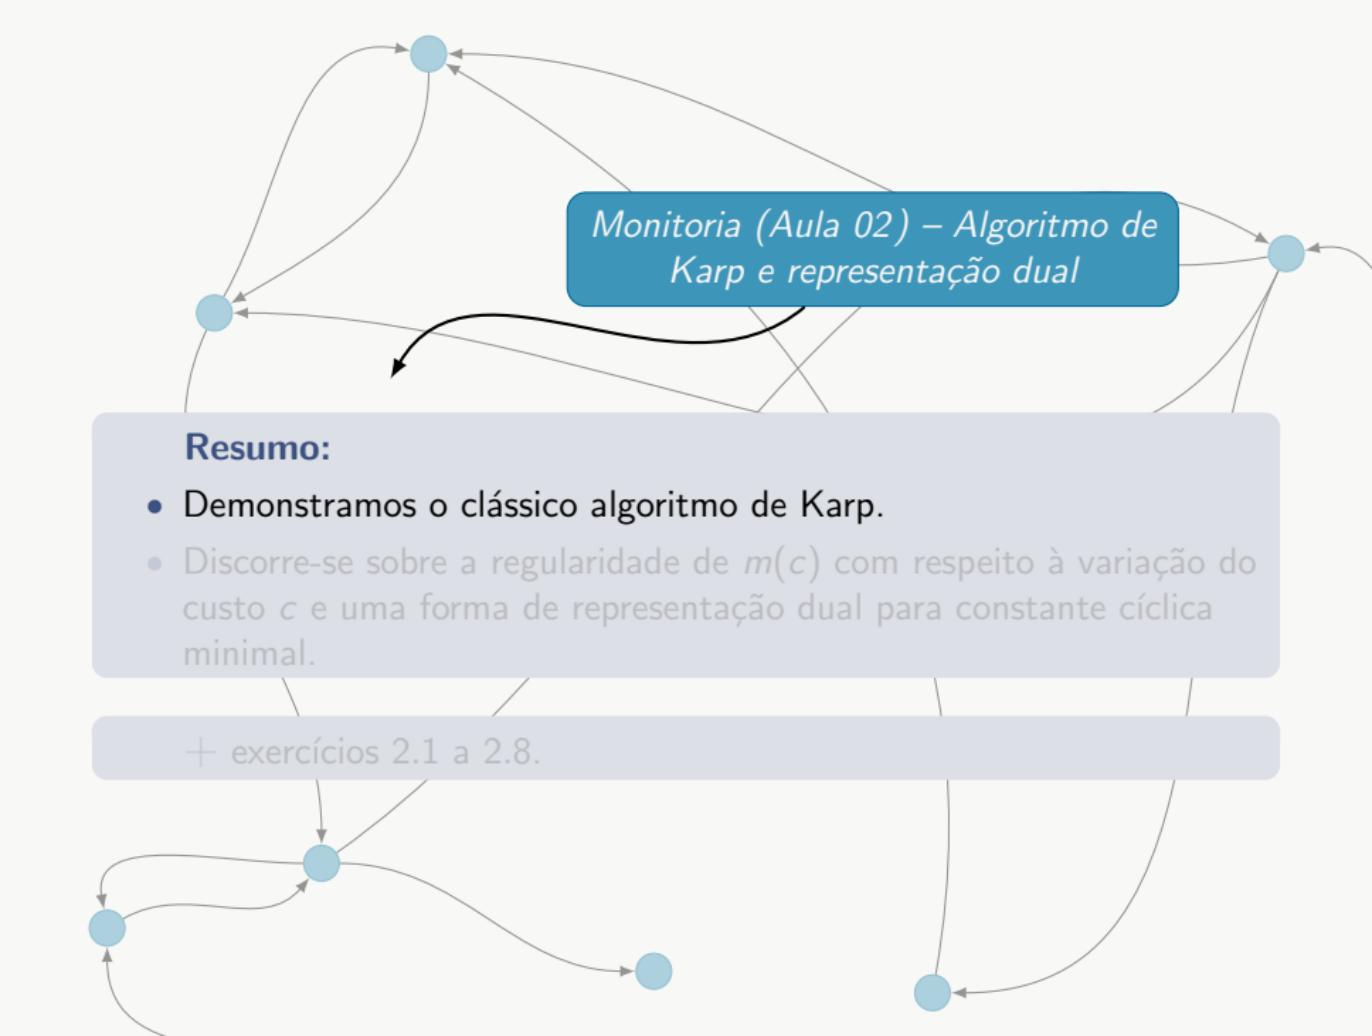 Monitoria (Aula 02) – Algoritmo de
Karp e representação dual
Resumo:
• Demonstramos o clássico algoritmo de Karp.
• Discorre-se sobre a regularidade de m(c) com respeito à variação do
custo c e uma forma de representação dual para constante cíclica
minimal.
+ exercícios 2.1 a 2.8.